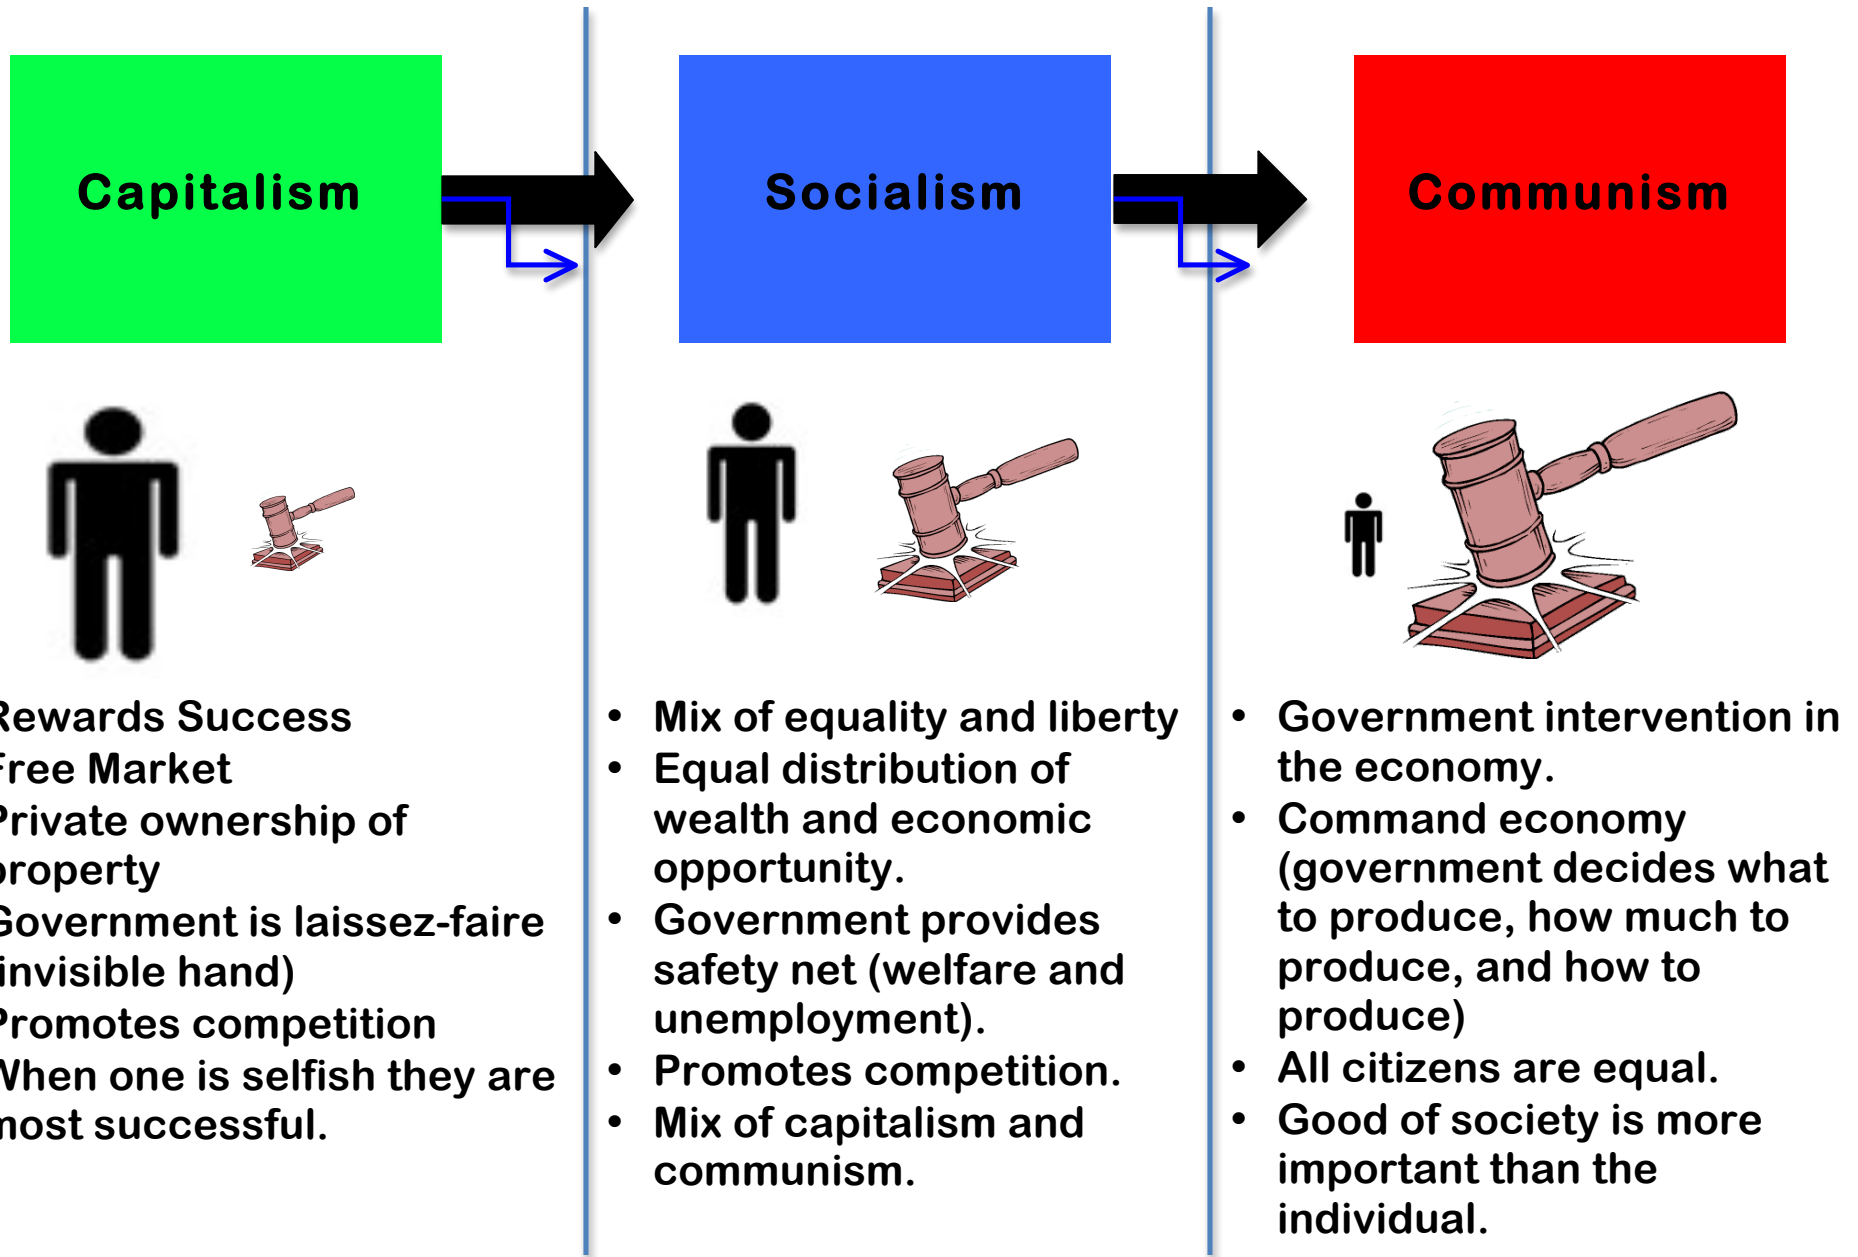 Capitalism
Socialism
Communism
Rewards Success
Free Market
Private ownership of
property
Government is laissez-faire
invisible hand)
Promotes competition
When one is selfish they are
most successful.
• Mix of equality and liberty
• Equal distribution of
wealth and economic
opportunity.
• Government provides
safety net (welfare and
unemployment).
• Promotes competition.
• Mix of capitalism and
communism.
• Government intervention in
the economy.
• Command economy
(government decides what
to produce, how much to
produce, and how to
produce)
• All citizens are equal.
• Good of society is more
important than the
individual.